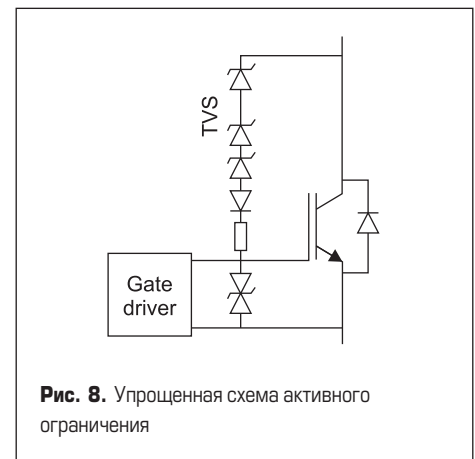 TVS
Gate
driver
Рис. 8. Упрощенная схема активного
ограничения